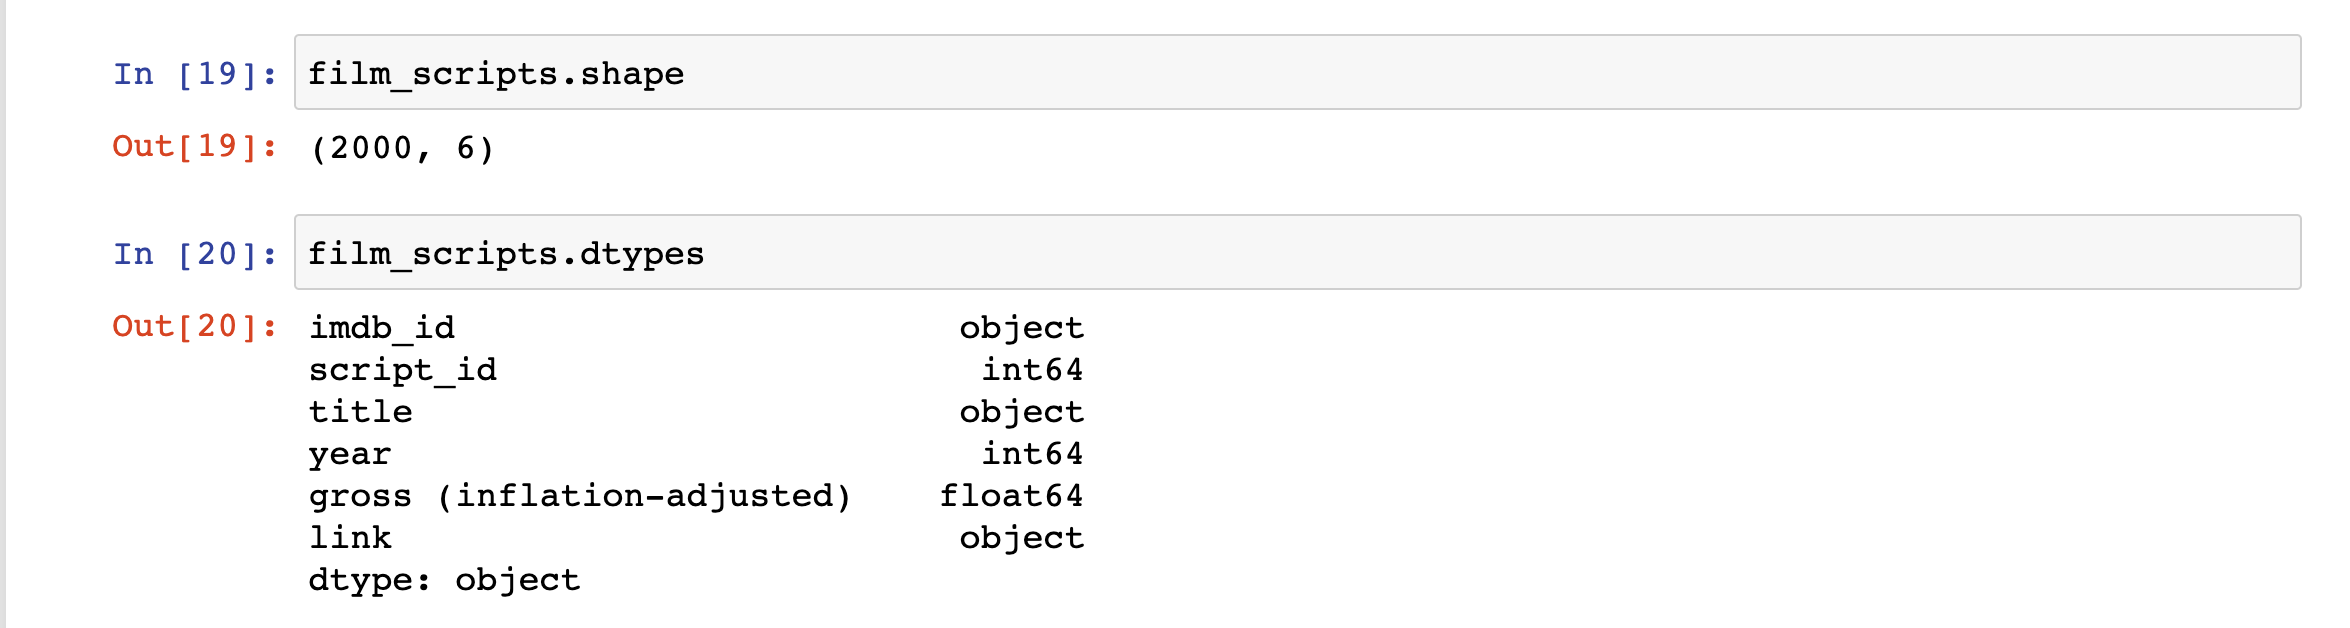 In [19]: film_scripts.shape
Out[19]: (2000, 6)
In [20]: film_scripts.dtypes
Out[20]: imdb_id                        object
script_id                       int64
title                          object
year                            int64
gross (inflation-adjusted)    float64
link                           object
dtype: object